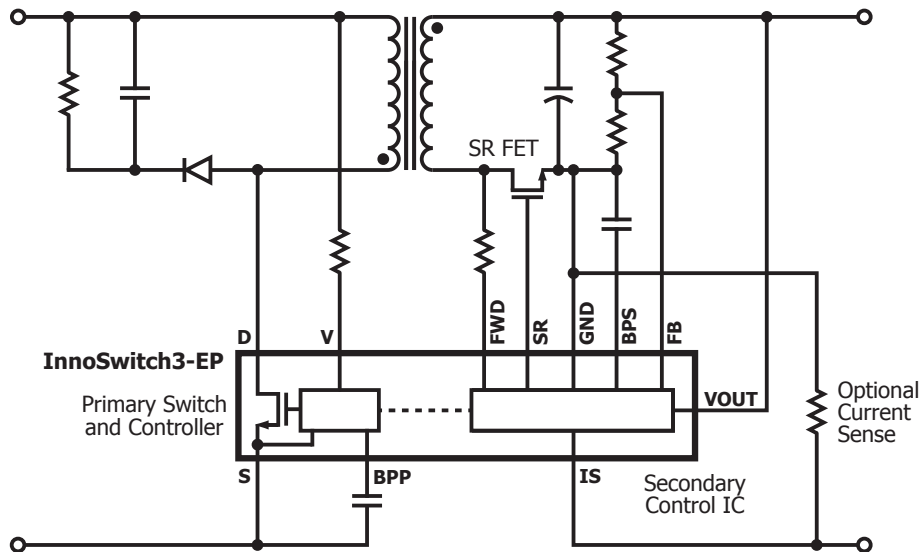 SR FET
D
V
FWD
SR
GND
BPS
FB
InnoSwitch3-EP
VOUT
Primary Switch
and Controller
Optional
Current
Sense
S
BPP
IS
Secondary
Control IC